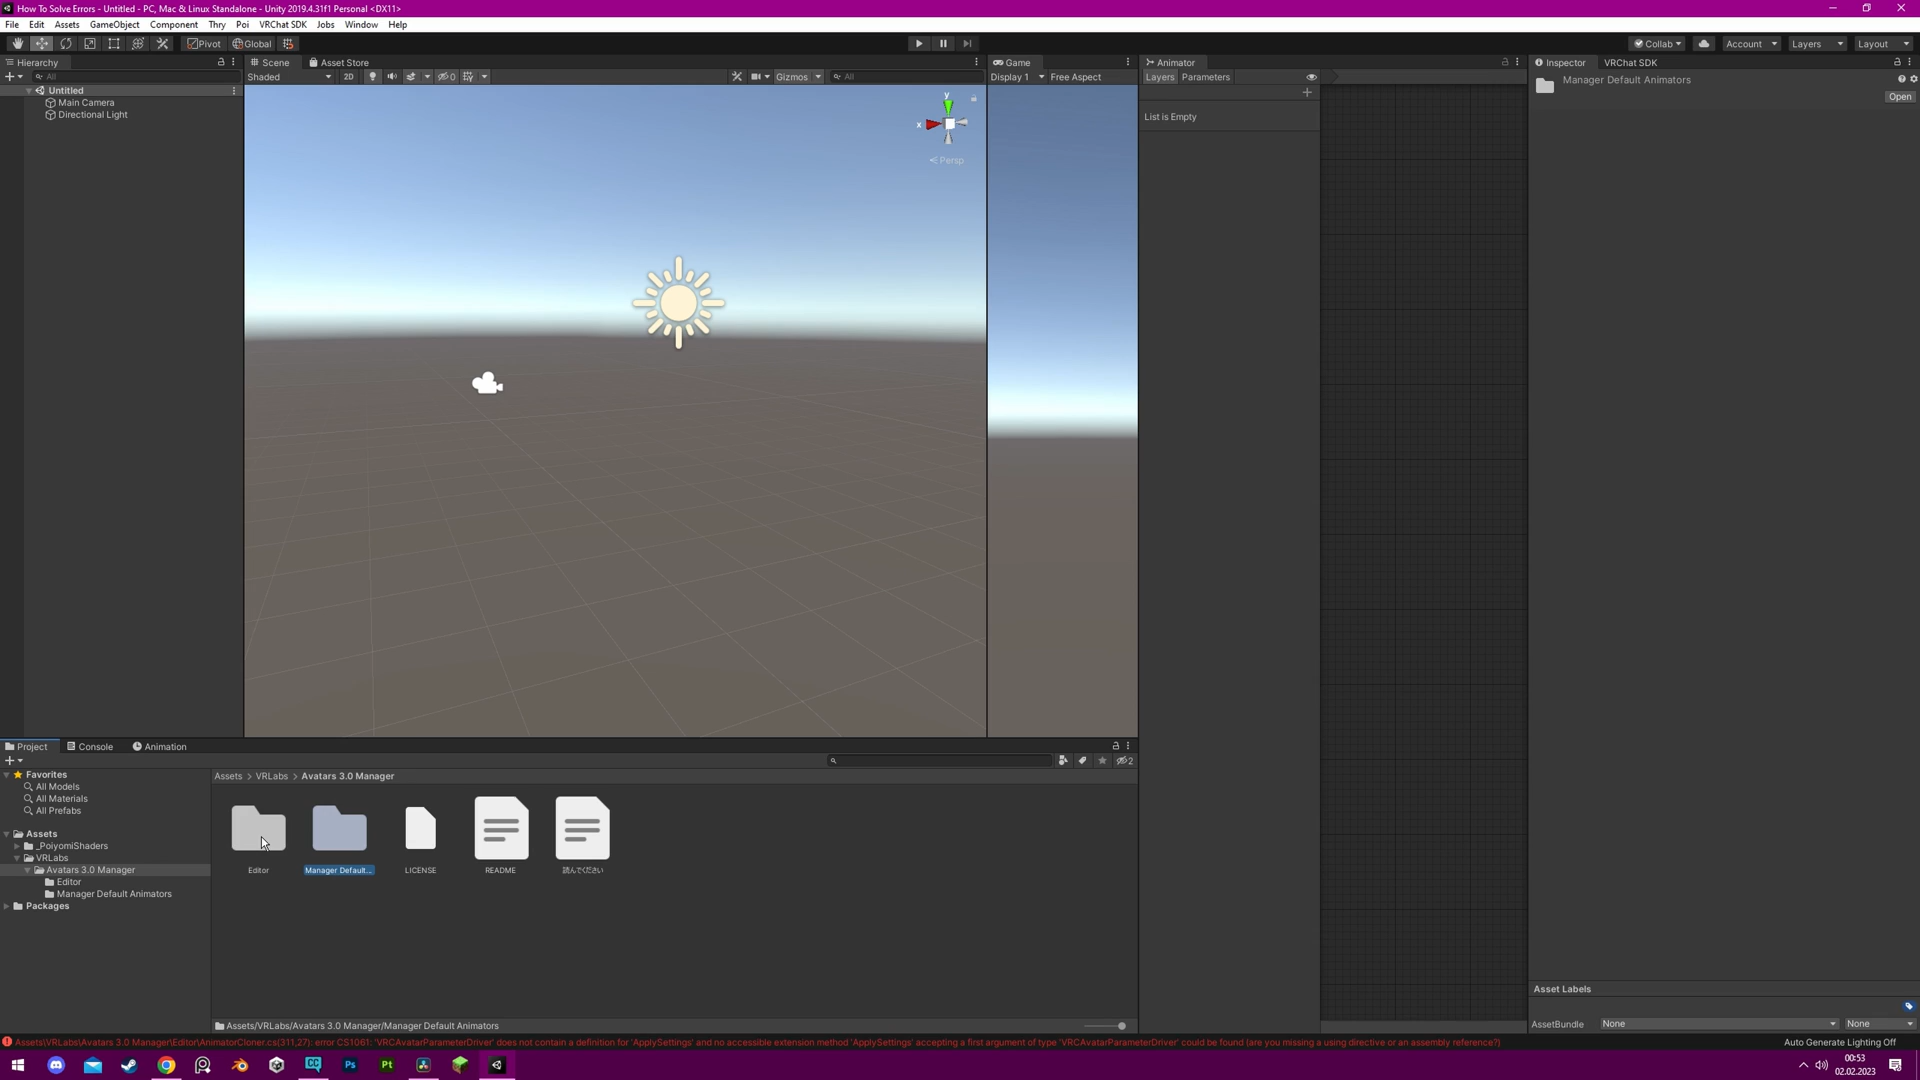 How To Solve Errors - Untitled - PC, Mac & Linux Standalone - Unity 2019.4.31f1 Personal <DX11>
File Edit Assets GameObject Component Thry Poi VRChat SDK Jobs Window Help
Pivot Global Collab Account Layers Layout
Hierarchy
All
Untitled
Main Camera
Directional Light
Scene Asset Store
Shaded 2D 0 Gizmos All
y
x
Persp
Game
Display 1 Free Aspect
Animator
Layers Parameters
List is Empty
Inspector VRChat SDK
Manager Default Animators
Open
Project Console Animation
2
Favorites
All Models
All Materials
All Prefabs
Assets
_PoiyomiShaders
VRLabs
Avatars 3.0 Manager
Editor
Manager Default Animators
Packages
Assets > VRLabs > Avatars 3.0 Manager
Editor
Manager Default...
LICENSE
README
読んでください
Assets/VRLabs/Avatars 3.0 Manager/Manager Default Animators
Asset Labels
AssetBundle None None
Assets\VRLabs\Avatars 3.0 Manager\Editor\AnimatorCloner.cs(311,27): error CS1061: 'VRCAvatarParameterDriver' does not contain a definition for 'ApplySettings' and no accessible extension method 'ApplySettings' accepting a first argument of type 'VRCAvatarParameterDriver' could be found (are you missing a using directive or an assembly reference?)
Auto Generate Lighting Off
CC
Ps
Pt
00:53
02.02.2023